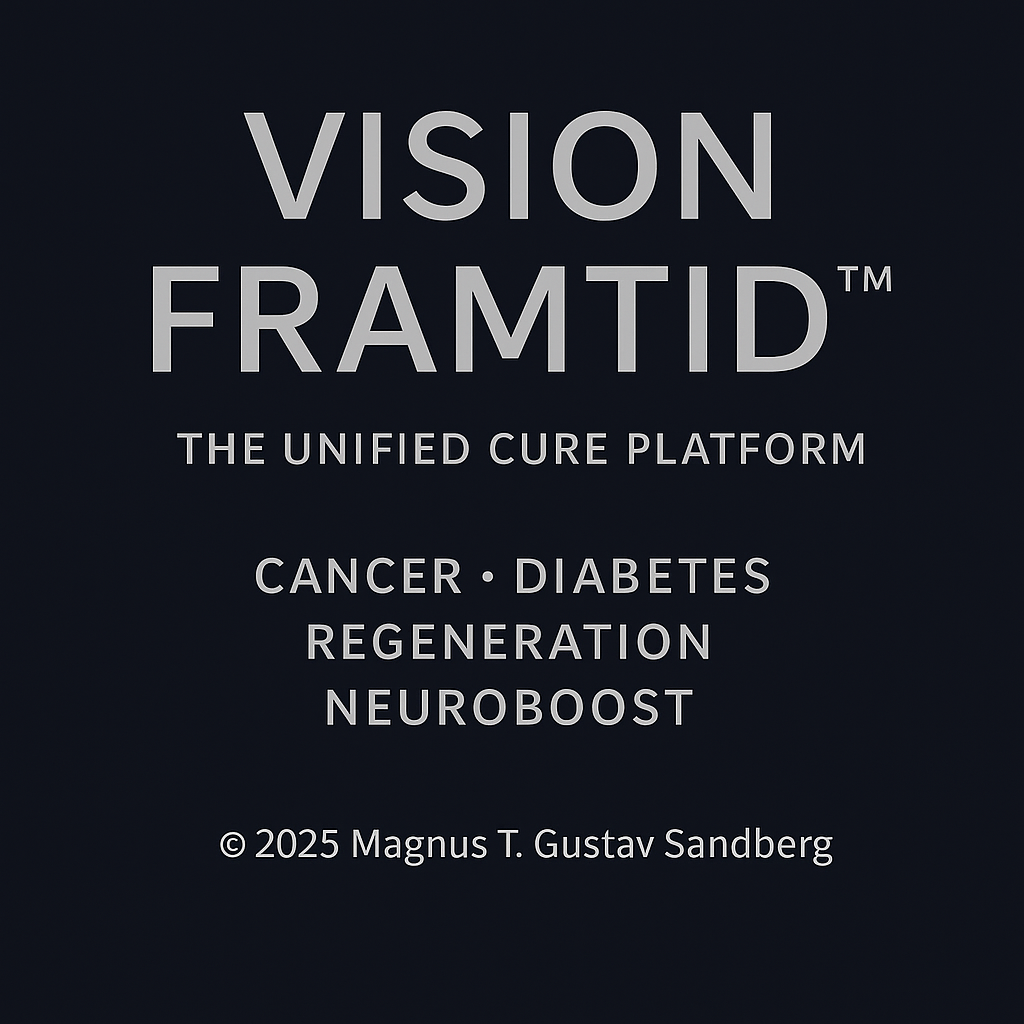 VISION
FRAMTID™
THE UNIFIED CURE PLATFORM
CANCER • DIABETES
REGENERATION
NEUROBOOST
© 2025 Magnus T. Gustav Sandberg